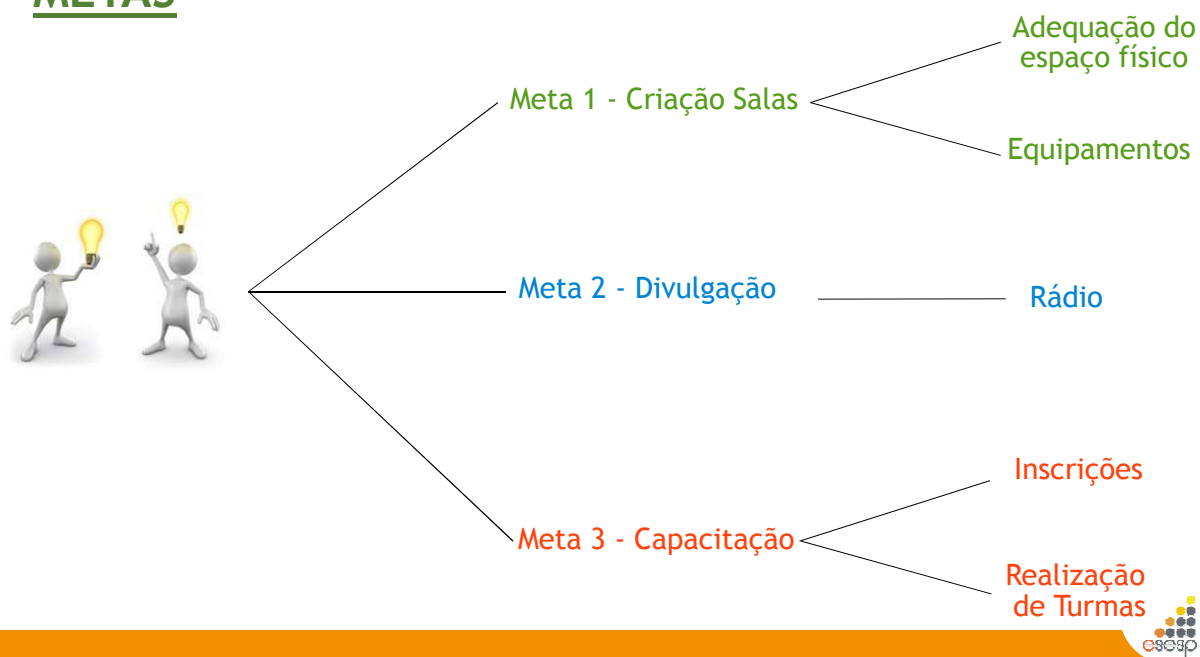 METAS
Adequação do
espaço físico
Meta 1 - Criação Salas
Equipamentos
Meta 2 - Divulgação
Rádio
Inscrições
Meta 3 - Capacitação
Realização
de Turmas
esesp